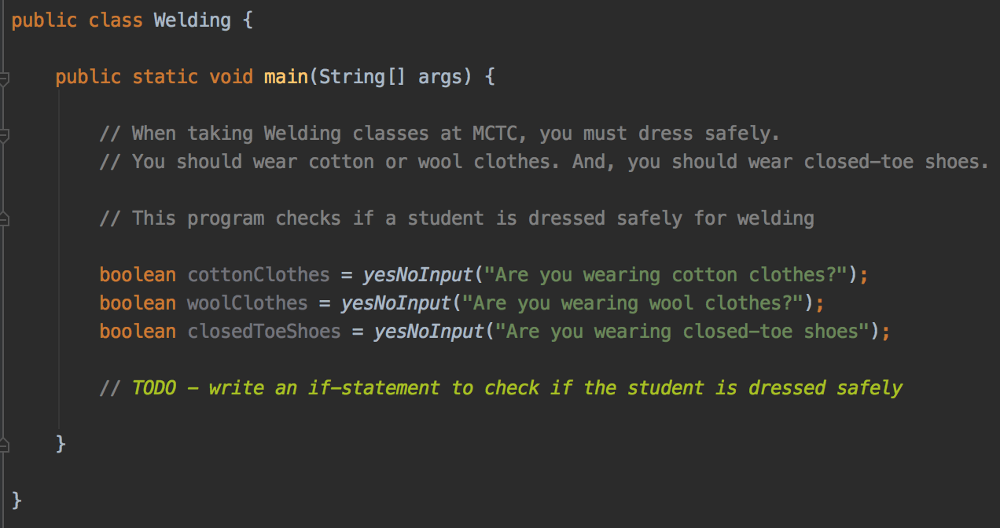 public class Welding {
public static void main(String[] args) {
// When taking Welding classes at MCTC, you must dress safely.
// You should wear cotton or wool clothes. And, you should wear closed-toe shoes.
// This program checks if a student is dressed safely for welding
boolean cottonClothes = yesNoInput("Are you wearing cotton clothes?");
boolean woolClothes = yesNoInput("Are you wearing wool clothes?");
boolean closedToeShoes = yesNoInput("Are you wearing closed-toe shoes");
// TODO - write an if-statement to check if the student is dressed safely
}
}